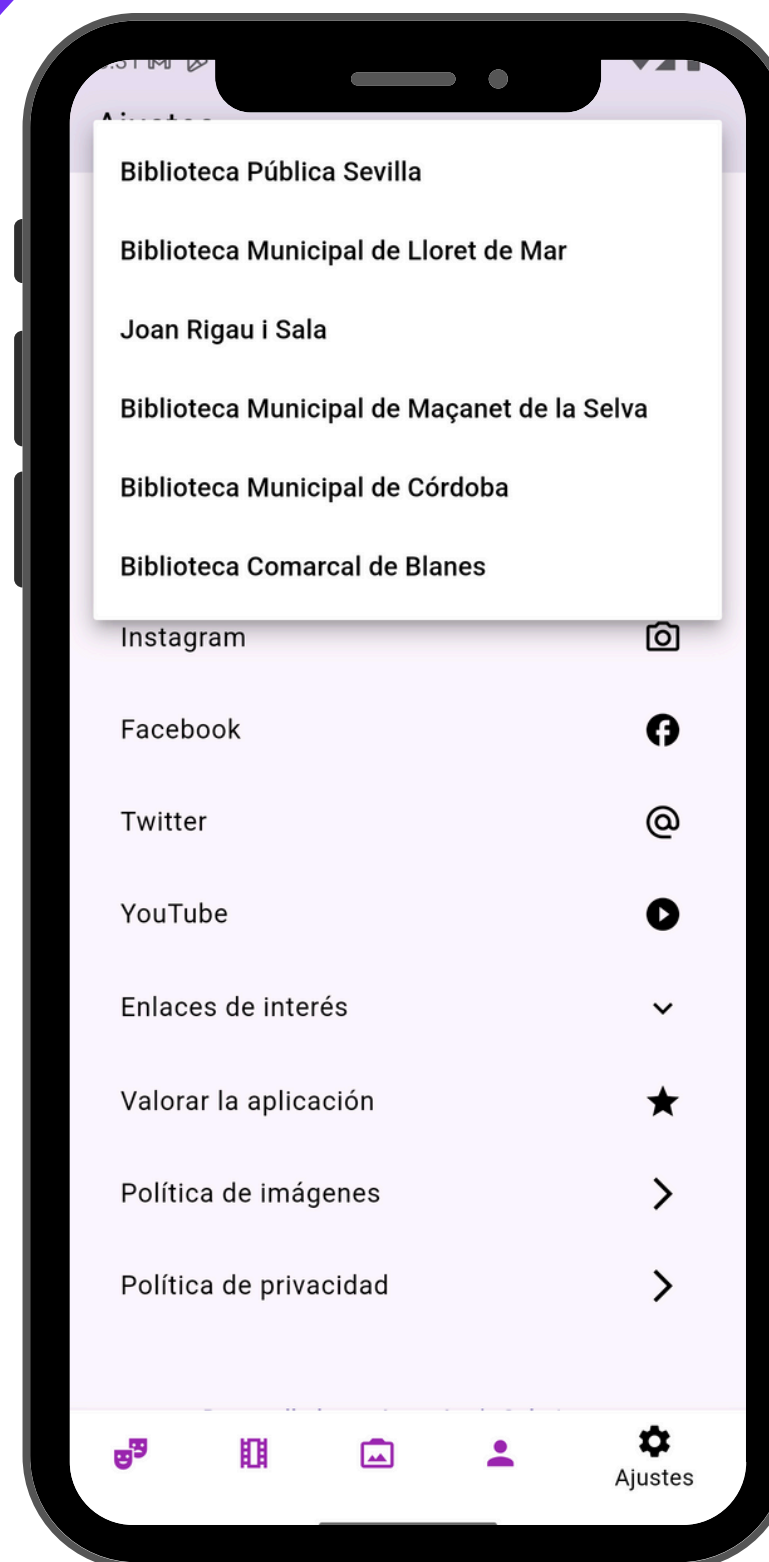 Biblioteca Pública Sevilla
Biblioteca Municipal de Lloret de Mar
Joan Rigau i Sala
Biblioteca Municipal de Maçanet de la Selva
Biblioteca Municipal de Córdoba
Biblioteca Comarcal de Blanes
Instagram
Facebook
Twitter
YouTube
Enlaces de interés
Valorar la aplicación
Política de imágenes
Política de privacidad
Ajustes